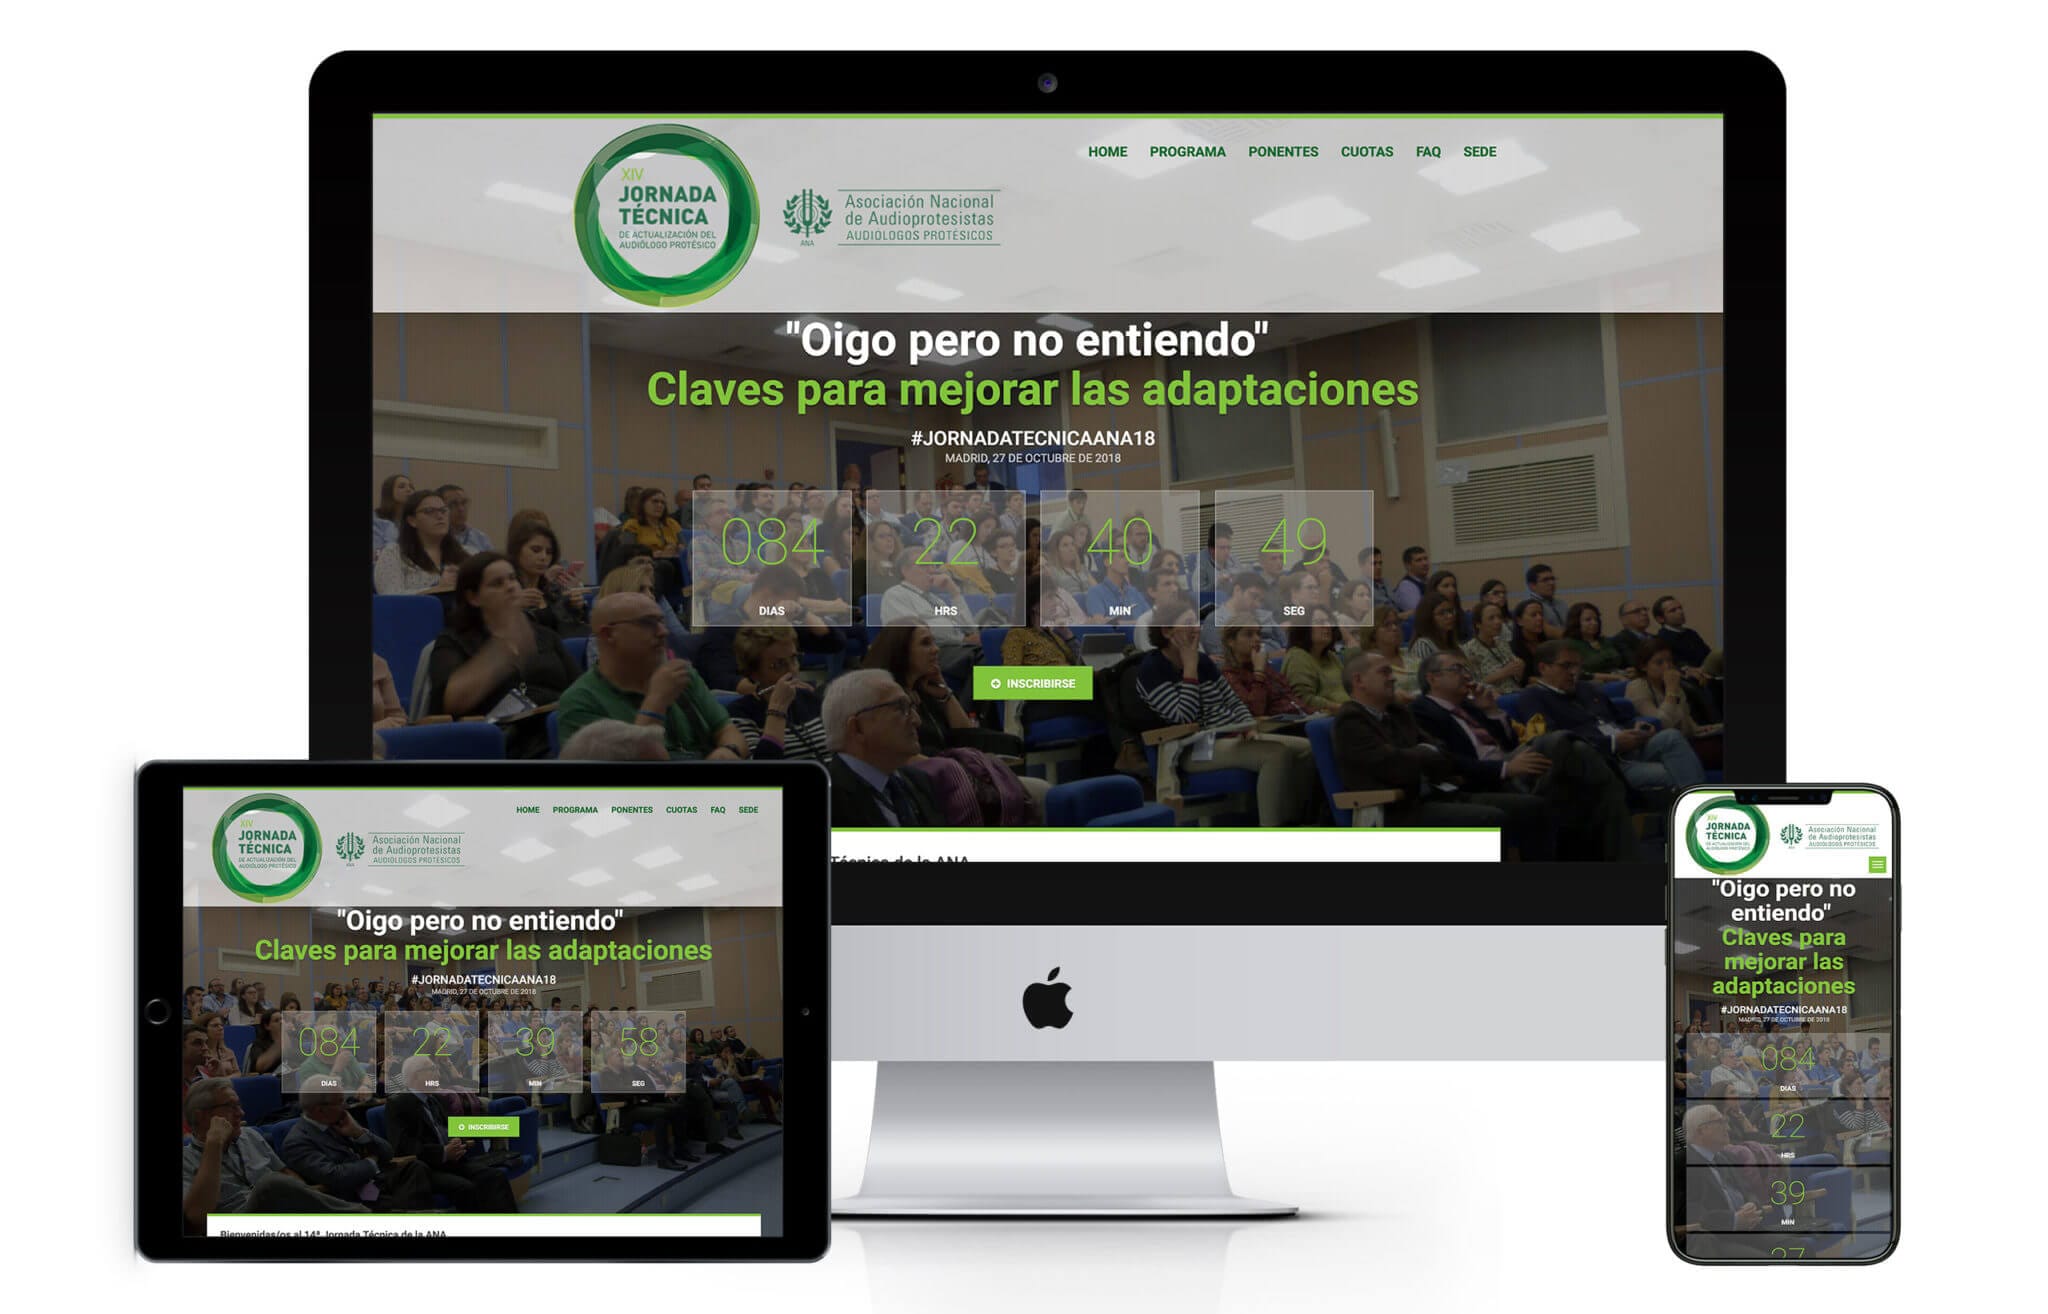 XIV
JORNADA
TÉCNICA
DE ACTUALIZACIÓN DEL
AUDIÓLOGO PROTÉSICO
ANA
Asociación Nacional
de Audioprotesistas
AUDIÓLOGOS PROTÉSICOS
HOME PROGRAMA PONENTES CUOTAS FAQ SEDE
"Oigo pero no entiendo"
Claves para mejorar las adaptaciones
#JORNADATECNICAANA18
MADRID, 27 DE OCTUBRE DE 2018
084 22 40 49
DIAS HRS MIN SEG
INSCRIBIRSE
Técnica de la ANA
XIV
JORNADA
TÉCNICA
DE ACTUALIZACIÓN DEL
AUDIÓLOGO PROTÉSICO
ANA
Asociación Nacional
de Audioprotesistas
AUDIÓLOGOS PROTÉSICOS
HOME PROGRAMA PONENTES CUOTAS FAQ SEDE
"Oigo pero no entiendo"
Claves para mejorar las adaptaciones
#JORNADATECNICAANA18
MADRID, 27 DE OCTUBRE DE 2018
084 22 39 58
DIAS HRS MIN SEG
INSCRIBIRSE
Bienvenidas/os al 14ª Jornada Técnica de la ANA
XIV
JORNADA
TÉCNICA
DE ACTUALIZACIÓN DEL
AUDIÓLOGO PROTÉSICO
ANA
Asociación Nacional
de Audioprotesistas
AUDIÓLOGOS PROTÉSICOS
"Oigo pero no
entiendo"
Claves para
mejorar las
adaptaciones
#JORNADATECNICAANA18
MADRID, 27 DE OCTUBRE DE 2018
084
DIAS
22
HRS
39
MIN
27